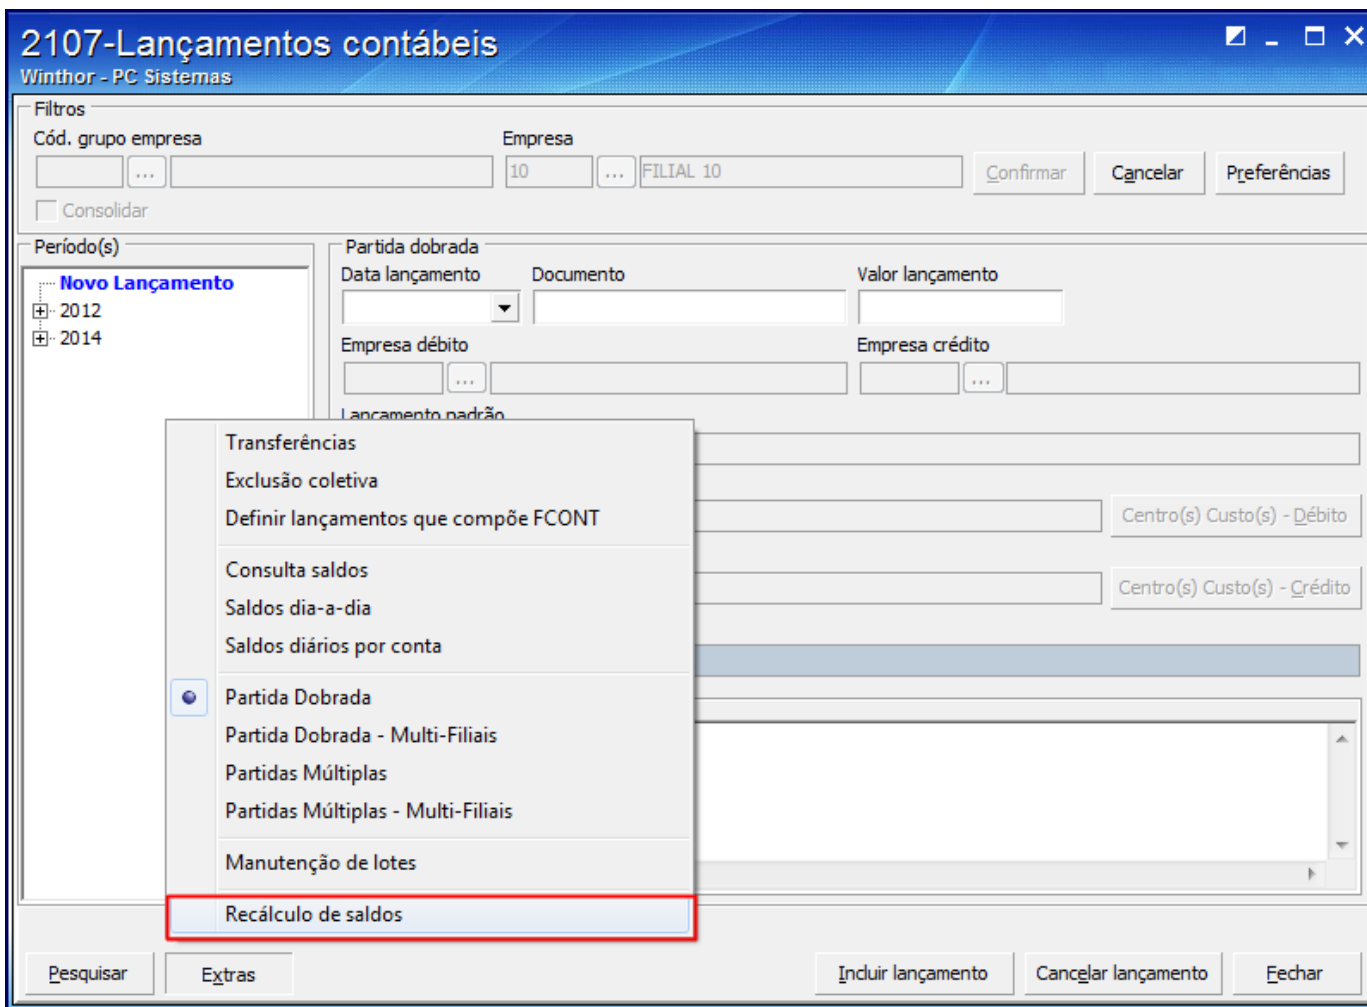 2107-Lançamentos contábeis
Winthor - PC Sistemas
Filtros
Cód. grupo empresa Empresa
... 10 ... FILIAL 10 Confirmar Cancelar Preferências
Consolidar
Período(s) Partida dobrada
Novo Lançamento Data lançamento Documento Valor lançamento
2012
2014
Empresa débito Empresa crédito
... ...
Lançamento padrão
Transferências
Exclusão coletiva
Definir lançamentos que compõe FCONT
Centro(s) Custo(s) - Débito
Consulta saldos
Saldos dia-a-dia
Centro(s) Custo(s) - Crédito
Saldos diários por conta
Partida Dobrada
Partida Dobrada - Multi-Filiais
Partidas Múltiplas
Partidas Múltiplas - Multi-Filiais
Manutenção de lotes
Recálculo de saldos
Pesquisar Extras Incluir lançamento Cancelar lançamento Fechar